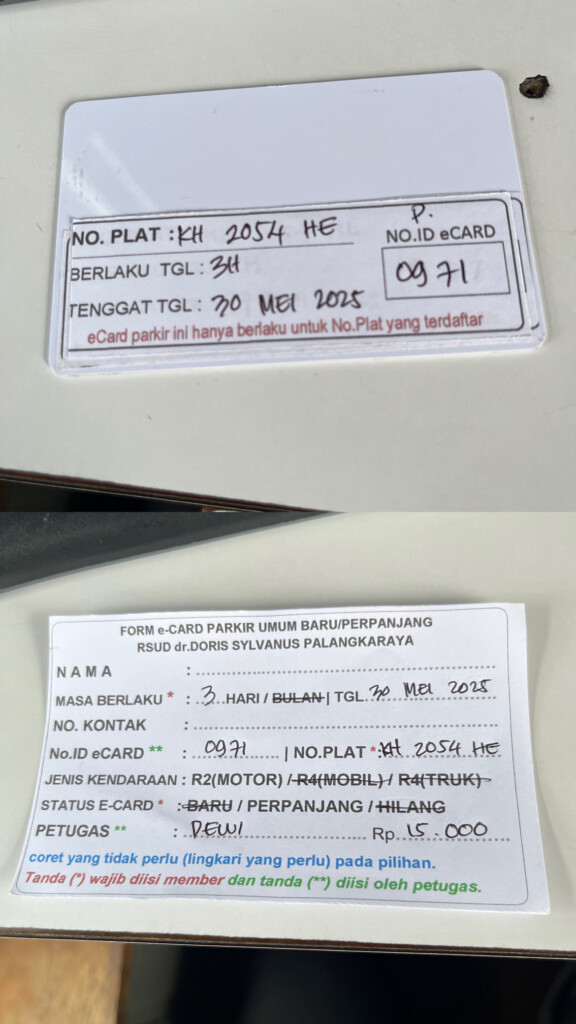 NO. PLAT : KH 2054 HE
P.
NO.ID eCARD
BERLAKU TGL : 3H
0971
TENGGAT TGL : 30 MEI 2025
eCard parkir ini hanya berlaku untuk No.Plat yang terdaftar
FORM e-CARD PARKIR UMUM BARU/PERPANJANG
RSUD dr.DORIS SYLVANUS PALANGKARAYA
N A M A :
MASA BERLAKU * : 3 HARI / BULAN | TGL. 30 MEI 2025
NO. KONTAK :
No.ID eCARD ** : 0971 | NO.PLAT *: KH 2054 HE
JENIS KENDARAAN : R2(MOTOR) / R4(MOBIL) / R4(TRUK)
STATUS E-CARD * : BARU / PERPANJANG / HILANG
PETUGAS ** : DEWI Rp. 15.000
coret yang tidak perlu (lingkari yang perlu) pada pilihan.
Tanda (*) wajib diisi member dan tanda (**) diisi oleh petugas.